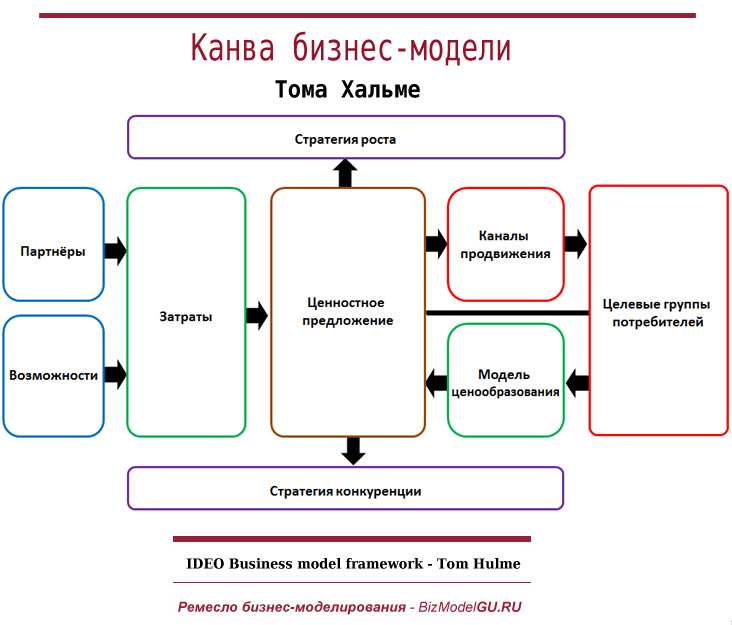 Канва бизнес-модели
Тома Хальме
Стратегия роста
Партнёры
Возможности
Затраты
Ценностное
предложение
Каналы
продвижения
Модель
ценообразования
Целевые группы
потребителей
Стратегия конкуренции
IDEO Business model framework - Tom Hulme
Ремесло бизнес-моделирования - BizModelGU.RU